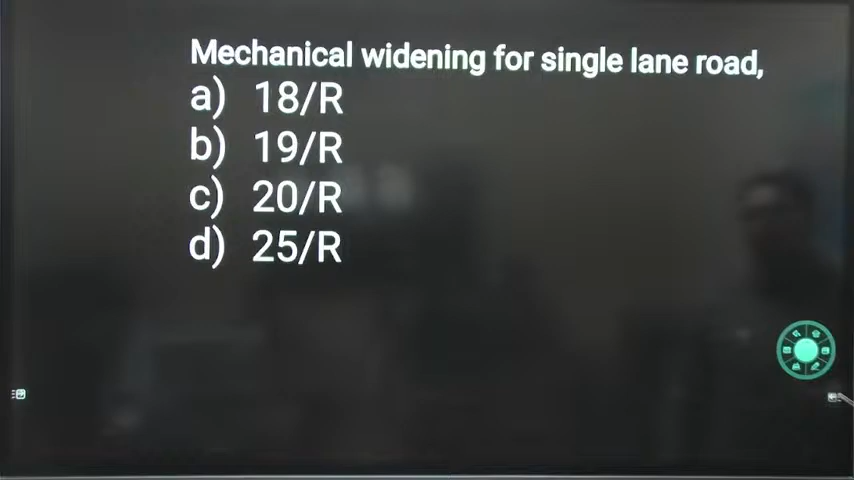 Mechanical widening for single lane road,
a) 18/R
b) 19/R
c) 20/R
d) 25/R